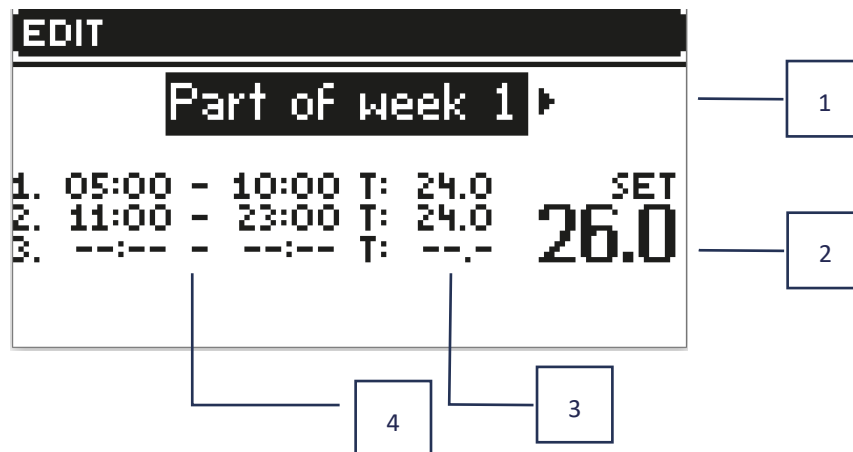 EDIT
Part of week 1
1. 05:00 - 10:00 T: 24.0
2. 11:00 - 23:00 T: 24.0
3. --:-- - --:-- T: --.-
SET
26.0
1
2
3
4